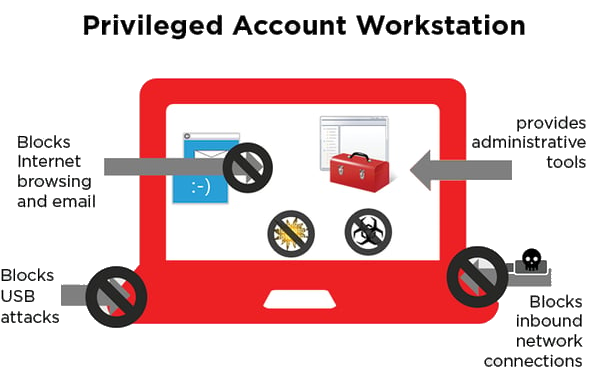 Privileged Account Workstation
Blocks
Internet
browsing
and email
:-)
provides
administrative
tools
Blocks
USB
attacks
Blocks
inbound
network
connections